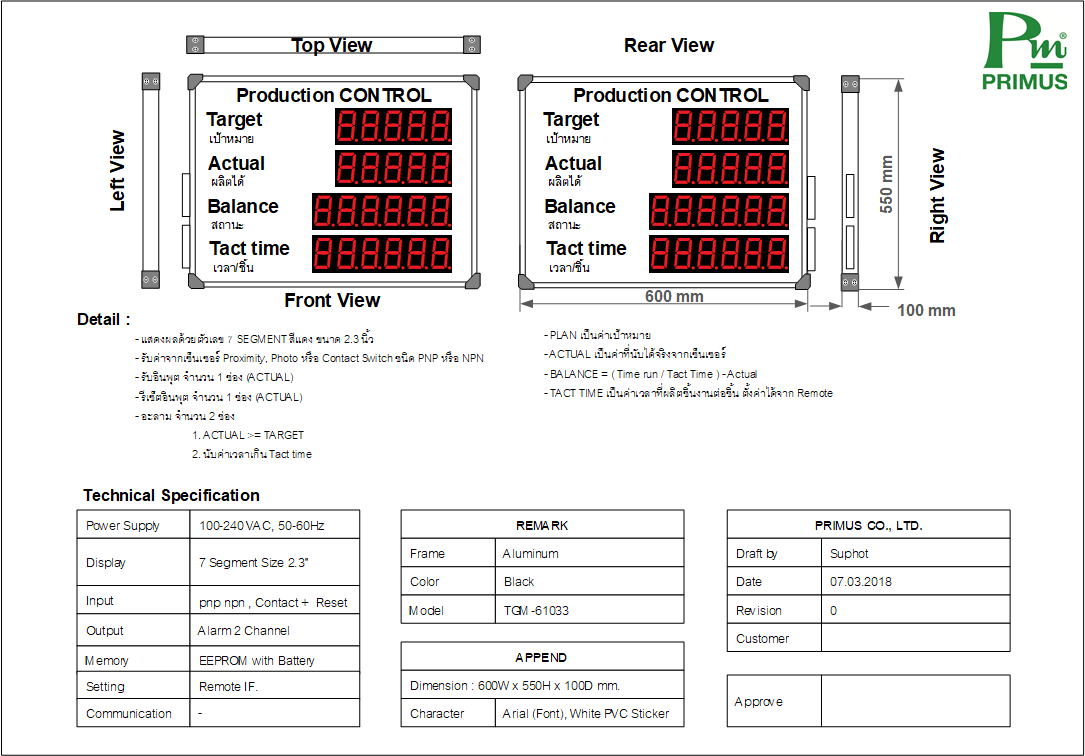 Top View
Rear View
Pm®
PRIMUS
Left View
Production CONTROL
Target
เป้าหมาย
8.8.8.8.8.
Actual
ผลิตได้
8.8.8.8.8.
Balance
สถานะ
8.8.8.8.8.8.
Tact time
เวลา/ชิ้น
8.8.8.8.8.8.
Front View
Production CONTROL
Target
เป้าหมาย
8.8.8.8.8.
Actual
ผลิตได้
8.8.8.8.8.
Balance
สถานะ
8.8.8.8.8.8.
Tact time
เวลา/ชิ้น
8.8.8.8.8.8.
600 mm
550 mm
Right View
100 mm
Detail :
- แสดงผลด้วยตัวเลข 7 SEGMENT สีแดง ขนาด 2.3 นิ้ว
- รับค่าจากเซ็นเซอร์ Proximity, Photo หรือ Contact Switch ชนิด PNP หรือ NPN
- รับอินพุต จำนวน 1 ช่อง (ACTUAL)
- รีเซ็ตอินพุต จำนวน 1 ช่อง (ACTUAL)
- อะลาม จำนวน 2 ช่อง
1. ACTUAL >= TARGET
2. นับค่าเวลาเกิน Tact time
- PLAN เป็นค่าเป้าหมาย
- ACTUAL เป็นค่าที่นับได้จริงจากเซ็นเซอร์
- BALANCE = ( Time run / Tact Time ) - Actual
- TACT TIME เป็นค่าเวลาที่ผลิตชิ้นงานต่อชิ้น ตั้งค่าได้จาก Remote
Technical Specification
Power Supply 100-240 VAC, 50-60Hz
Display 7 Segment Size 2.3"
Input pnp npn , Contact + Reset
Output Alarm 2 Channel
Memory EEPROM with Battery
Setting Remote IF.
Communication -
REMARK
Frame Aluminum
Color Black
Model TGM-61033
APPEND
Dimension : 600W x 550H x 100D mm.
Character Arial (Font), White PVC Sticker
PRIMUS CO., LTD.
Draft by Suphot
Date 07.03.2018
Revision 0
Customer
Approve